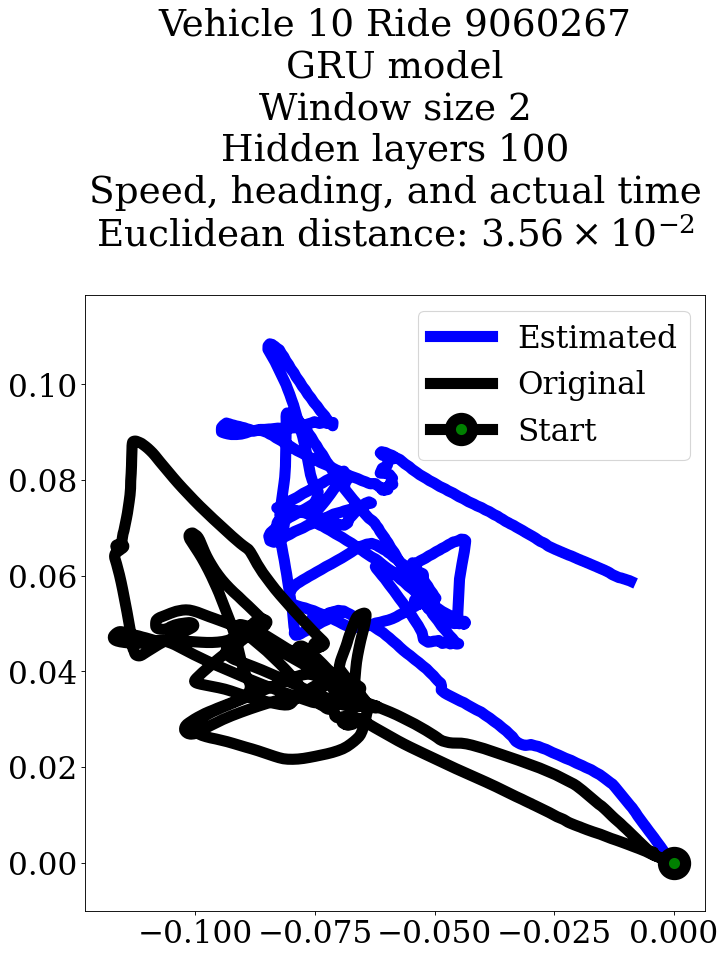 Vehicle 10 Ride 9060267
GRU model
Window size 2
Hidden layers 100
Speed, heading, and actual time
Euclidean distance: 3.56 × 10⁻²
Estimated
Original
Start
0.10
0.08
0.06
0.04
0.02
0.00
−0.100 −0.075 −0.050 −0.025 0.000